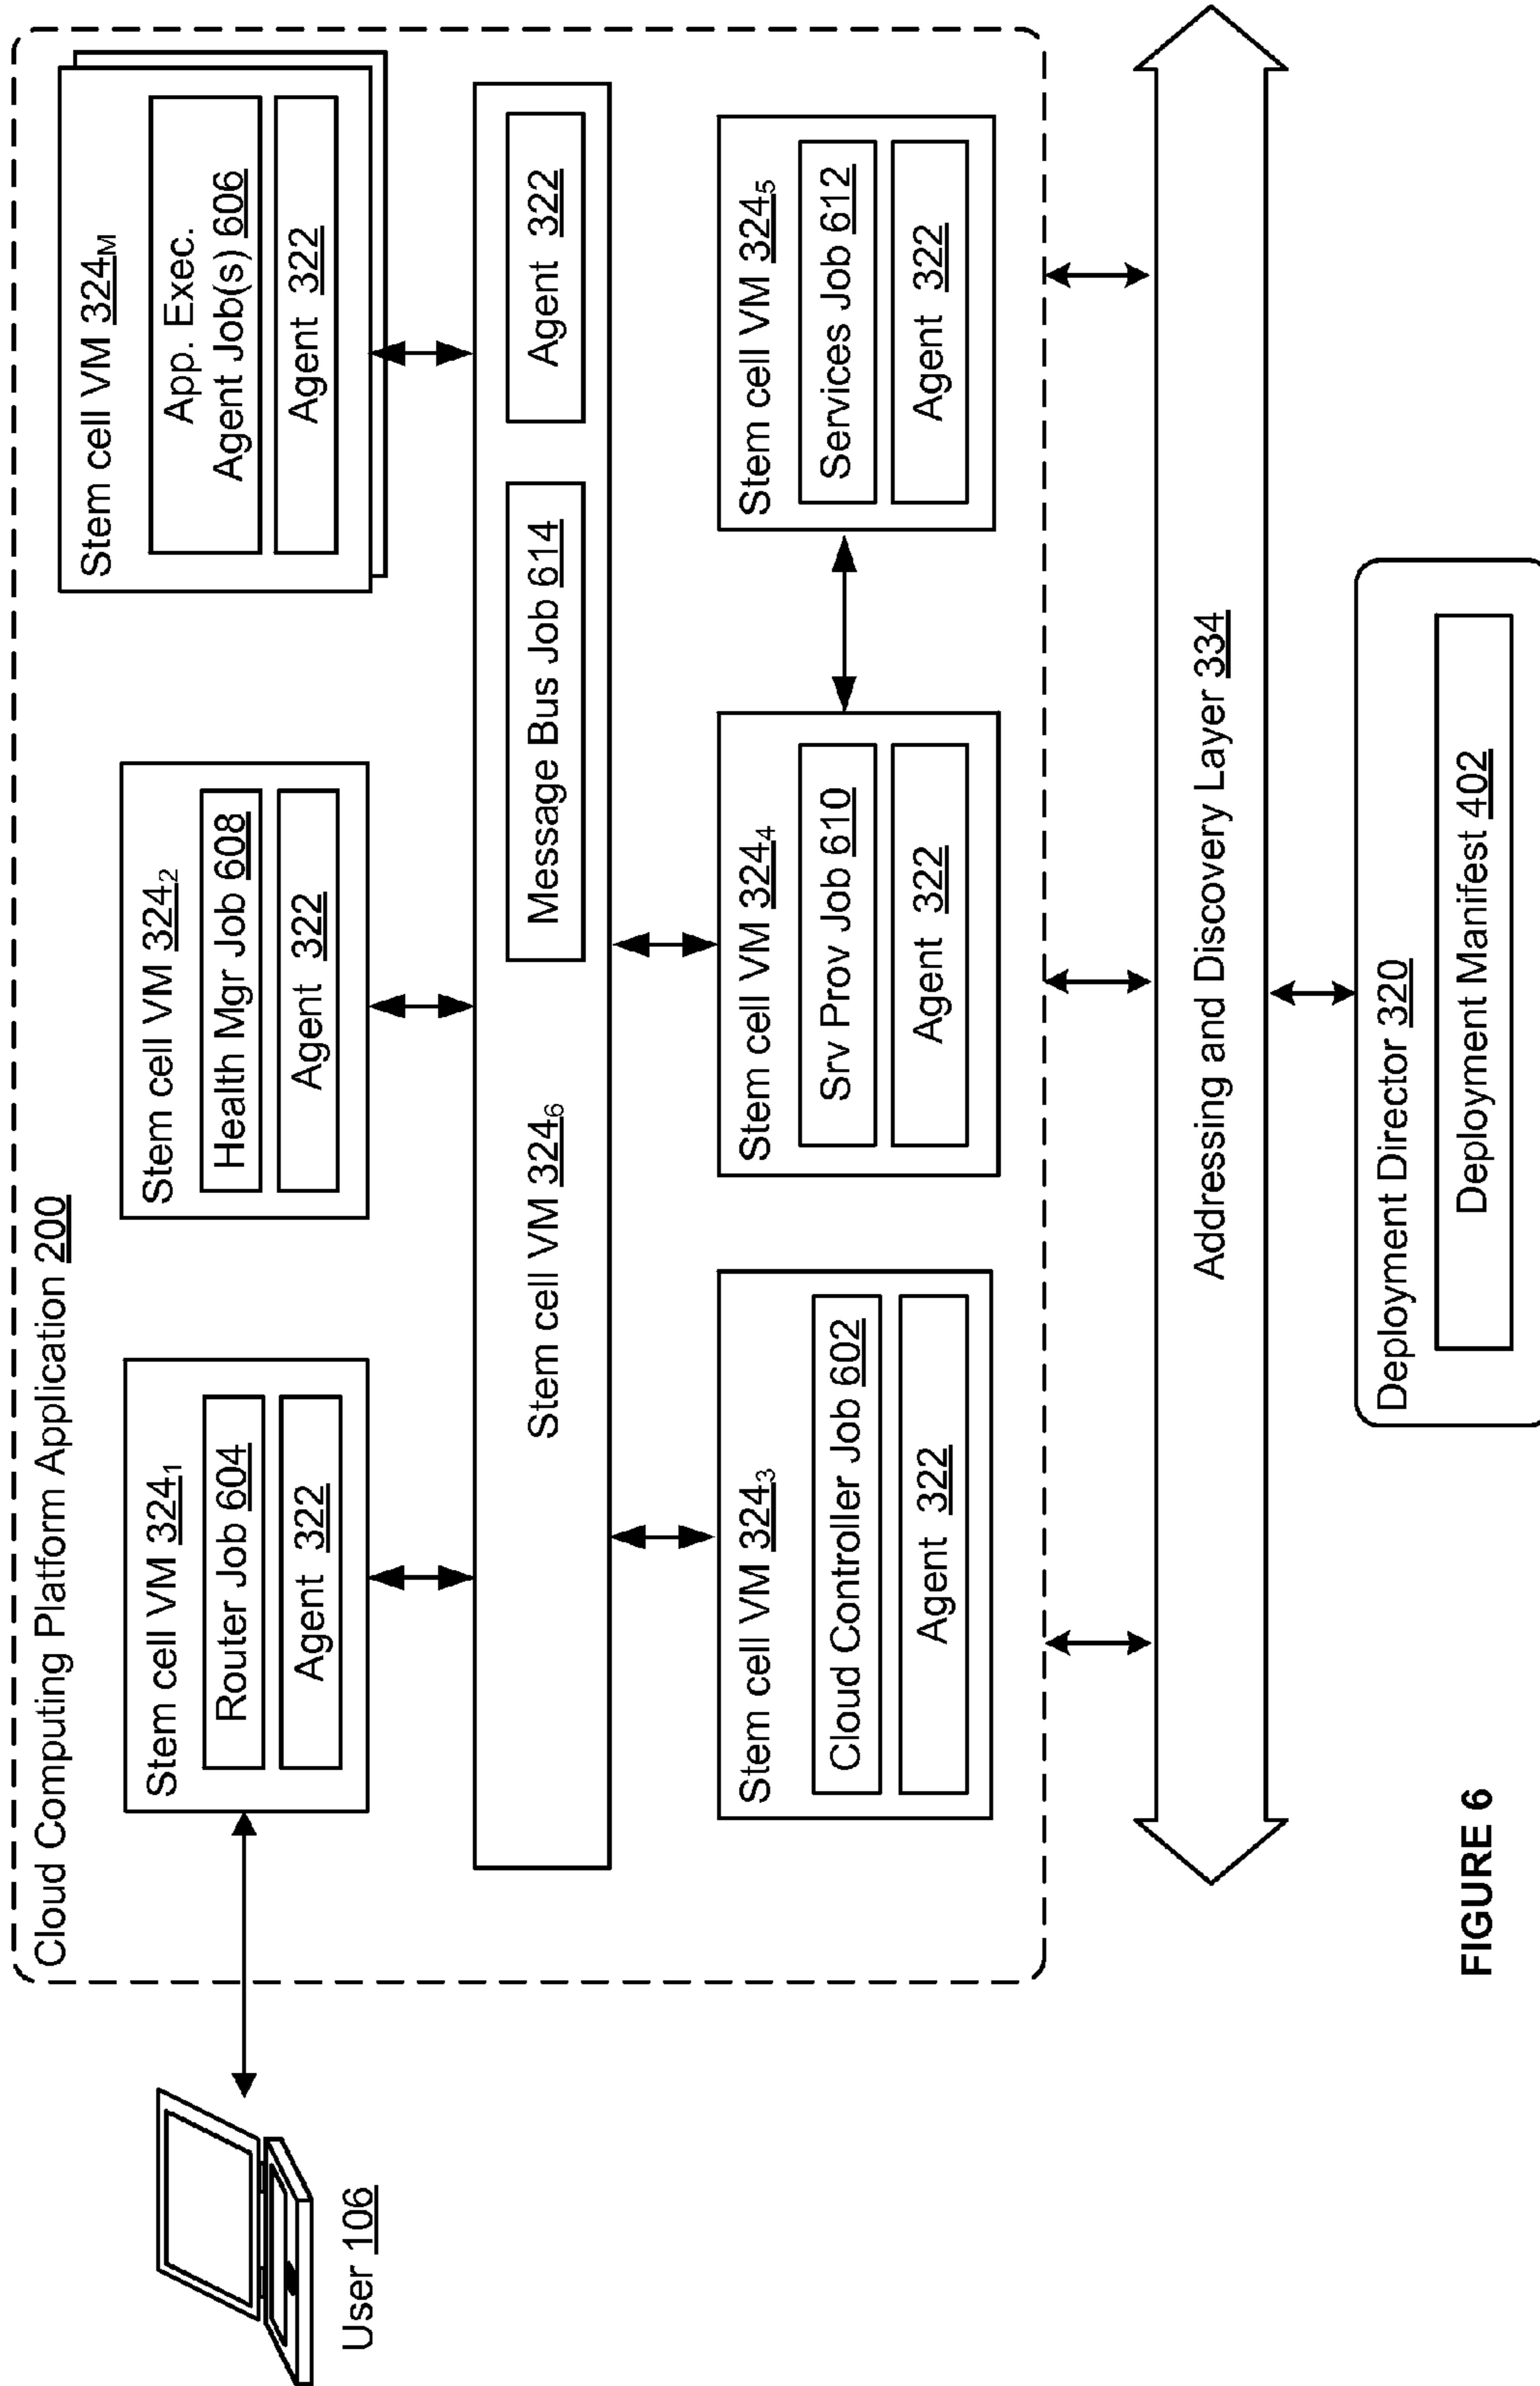 Cloud Computing Platform Application 200
Stem cell VM 324₁
Router Job 604
Agent 322
Stem cell VM 324₂
Health Mgr Job 608
Agent 322
Stem cell VM 324M
App. Exec.
Agent Job(s) 606
Agent 322
User 106
Stem cell VM 324₆
Message Bus Job 614
Agent 322
Stem cell VM 324₃
Cloud Controller Job 602
Agent 322
Stem cell VM 324₄
Srv Prov Job 610
Agent 322
Stem cell VM 324₅
Services Job 612
Agent 322
Addressing and Discovery Layer 334
Deployment Director 320
Deployment Manifest 402
FIGURE 6